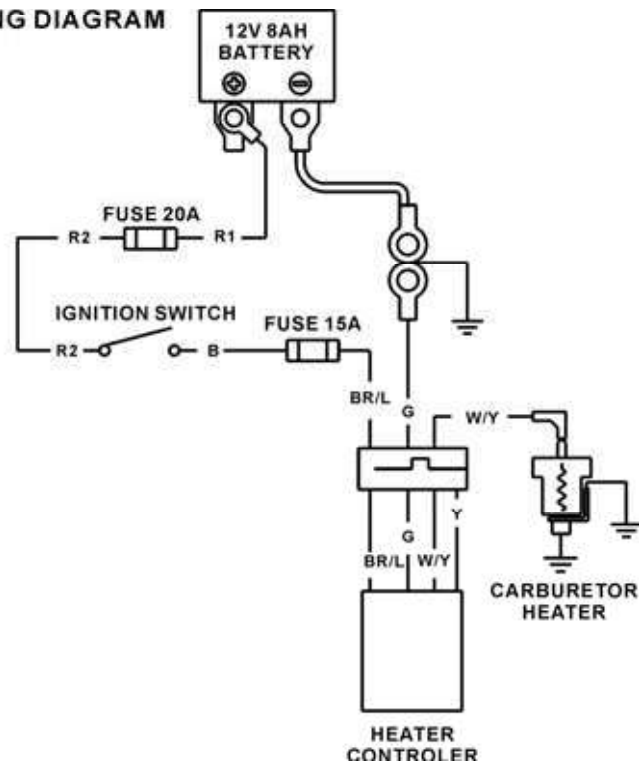 NG DIAGRAM
12V 8AH
BATTERY
FUSE 20A
R2
R1
IGNITION SWITCH
FUSE 15A
R2
B
BR/L
G
W/Y
Y
G
BR/L
W/Y
CARBURETOR
HEATER
HEATER
CONTROLER